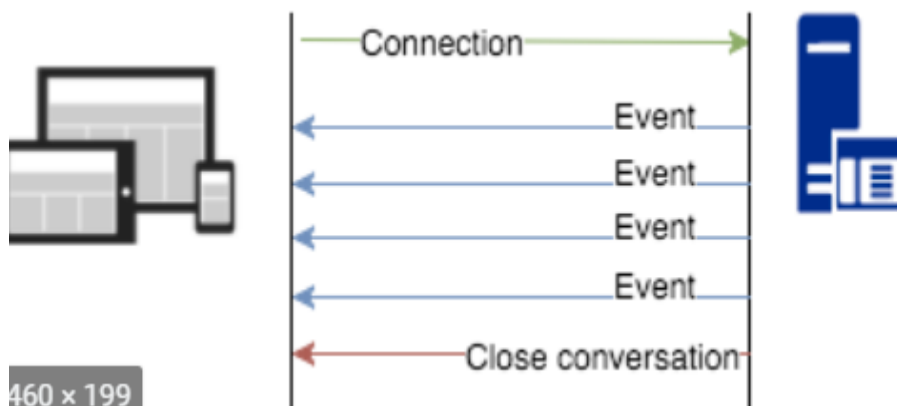 Connection
Event
Event
Event
Event
Close conversation
460 × 199